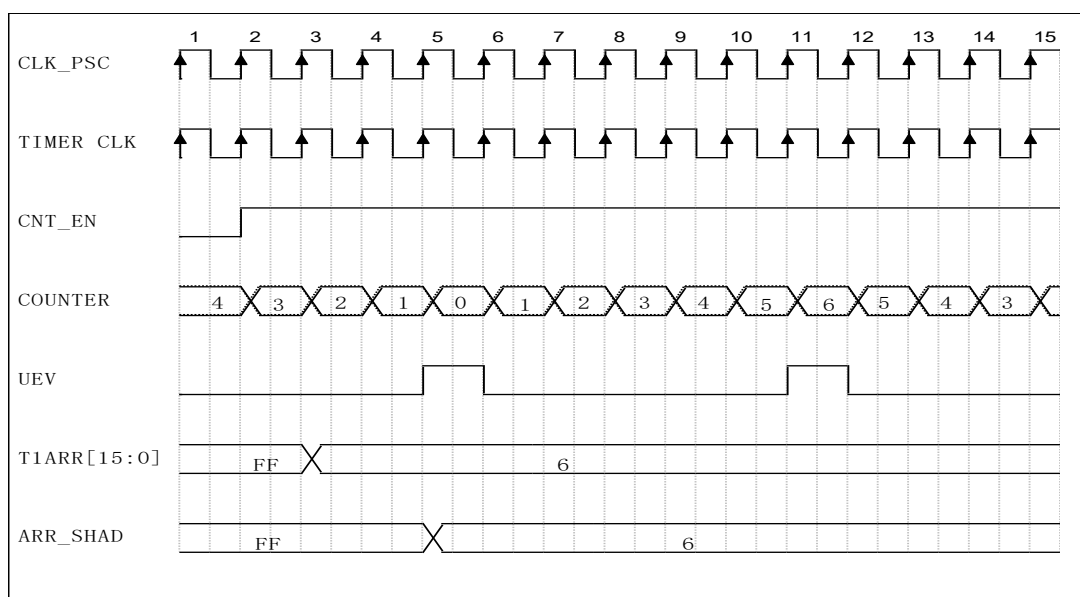 1 2 3 4 5 6 7 8 9 10 11 12 13 14 15
CLK_PSC
TIMER CLK
CNT_EN
COUNTER 4 3 2 1 0 1 2 3 4 5 6 5 4 3
UEV
T1ARR[15:0] FF 6
ARR_SHAD FF 6